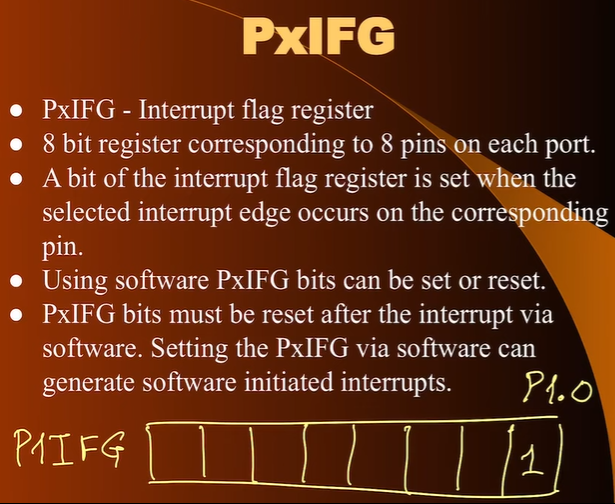 PxIFG
● PxIFG - Interrupt flag register
● 8 bit register corresponding to 8 pins on each port.
● A bit of the interrupt flag register is set when the
selected interrupt edge occurs on the corresponding
pin.
● Using software PxIFG bits can be set or reset.
● PxIFG bits must be reset after the interrupt via
software. Setting the PxIFG via software can
generate software initiated interrupts.
P1.0
P1IFG 1